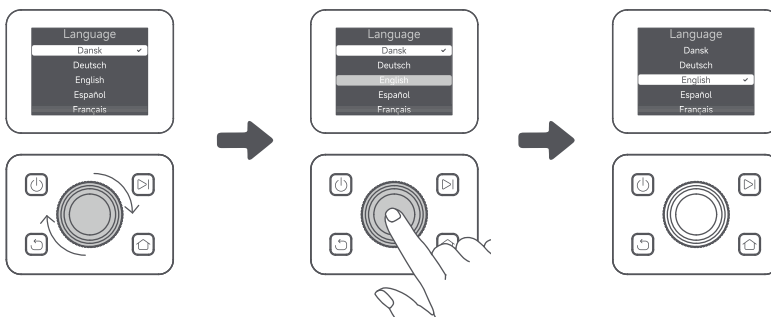 Language
Dansk
Deutsch
English
Español
Français
Language
Dansk
Deutsch
English
Español
Français
Language
Dansk
Deutsch
English
Español
Français